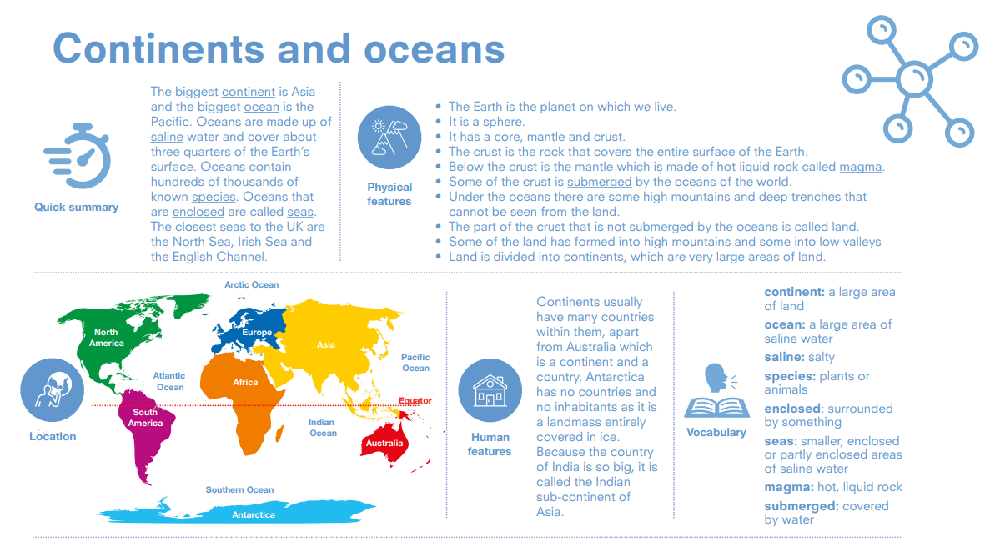 Continents and oceans
Quick summary
The biggest continent is Asia
and the biggest ocean is the
Pacific. Oceans are made up of
saline water and cover about
three quarters of the Earth's
surface. Oceans contain
hundreds of thousands of
known species. Oceans that
are enclosed are called seas.
The closest seas to the UK are
the North Sea, Irish Sea and
the English Channel.
Physical
features
• The Earth is the planet on which we live.
• It is a sphere.
• It has a core, mantle and crust.
• The crust is the rock that covers the entire surface of the Earth.
• Below the crust is the mantle which is made of hot liquid rock called magma.
• Some of the crust is submerged by the oceans of the world.
• Under the oceans there are some high mountains and deep trenches that
cannot be seen from the land.
• The part of the crust that is not submerged by the oceans is called land.
• Some of the land has formed into high mountains and some into low valleys
• Land is divided into continents, which are very large areas of land.
Location
Arctic Ocean
North
America
Europe
Asia
Atlantic
Ocean
Pacific
Ocean
Africa
Equator
South
America
Indian
Ocean
Australia
Southern Ocean
Antarctica
Human
features
Continents usually
have many countries
within them, apart
from Australia which
is a continent and a
country. Antarctica
has no countries and
no inhabitants as it is
a landmass entirely
covered in ice.
Because the country
of India is so big, it is
called the Indian
sub-continent of
Asia.
Vocabulary
continent: a large area
of land
ocean: a large area of
saline water
saline: salty
species: plants or
animals
enclosed: surrounded
by something
seas: smaller, enclosed
or partly enclosed areas
of saline water
magma: hot, liquid rock
submerged: covered
by water